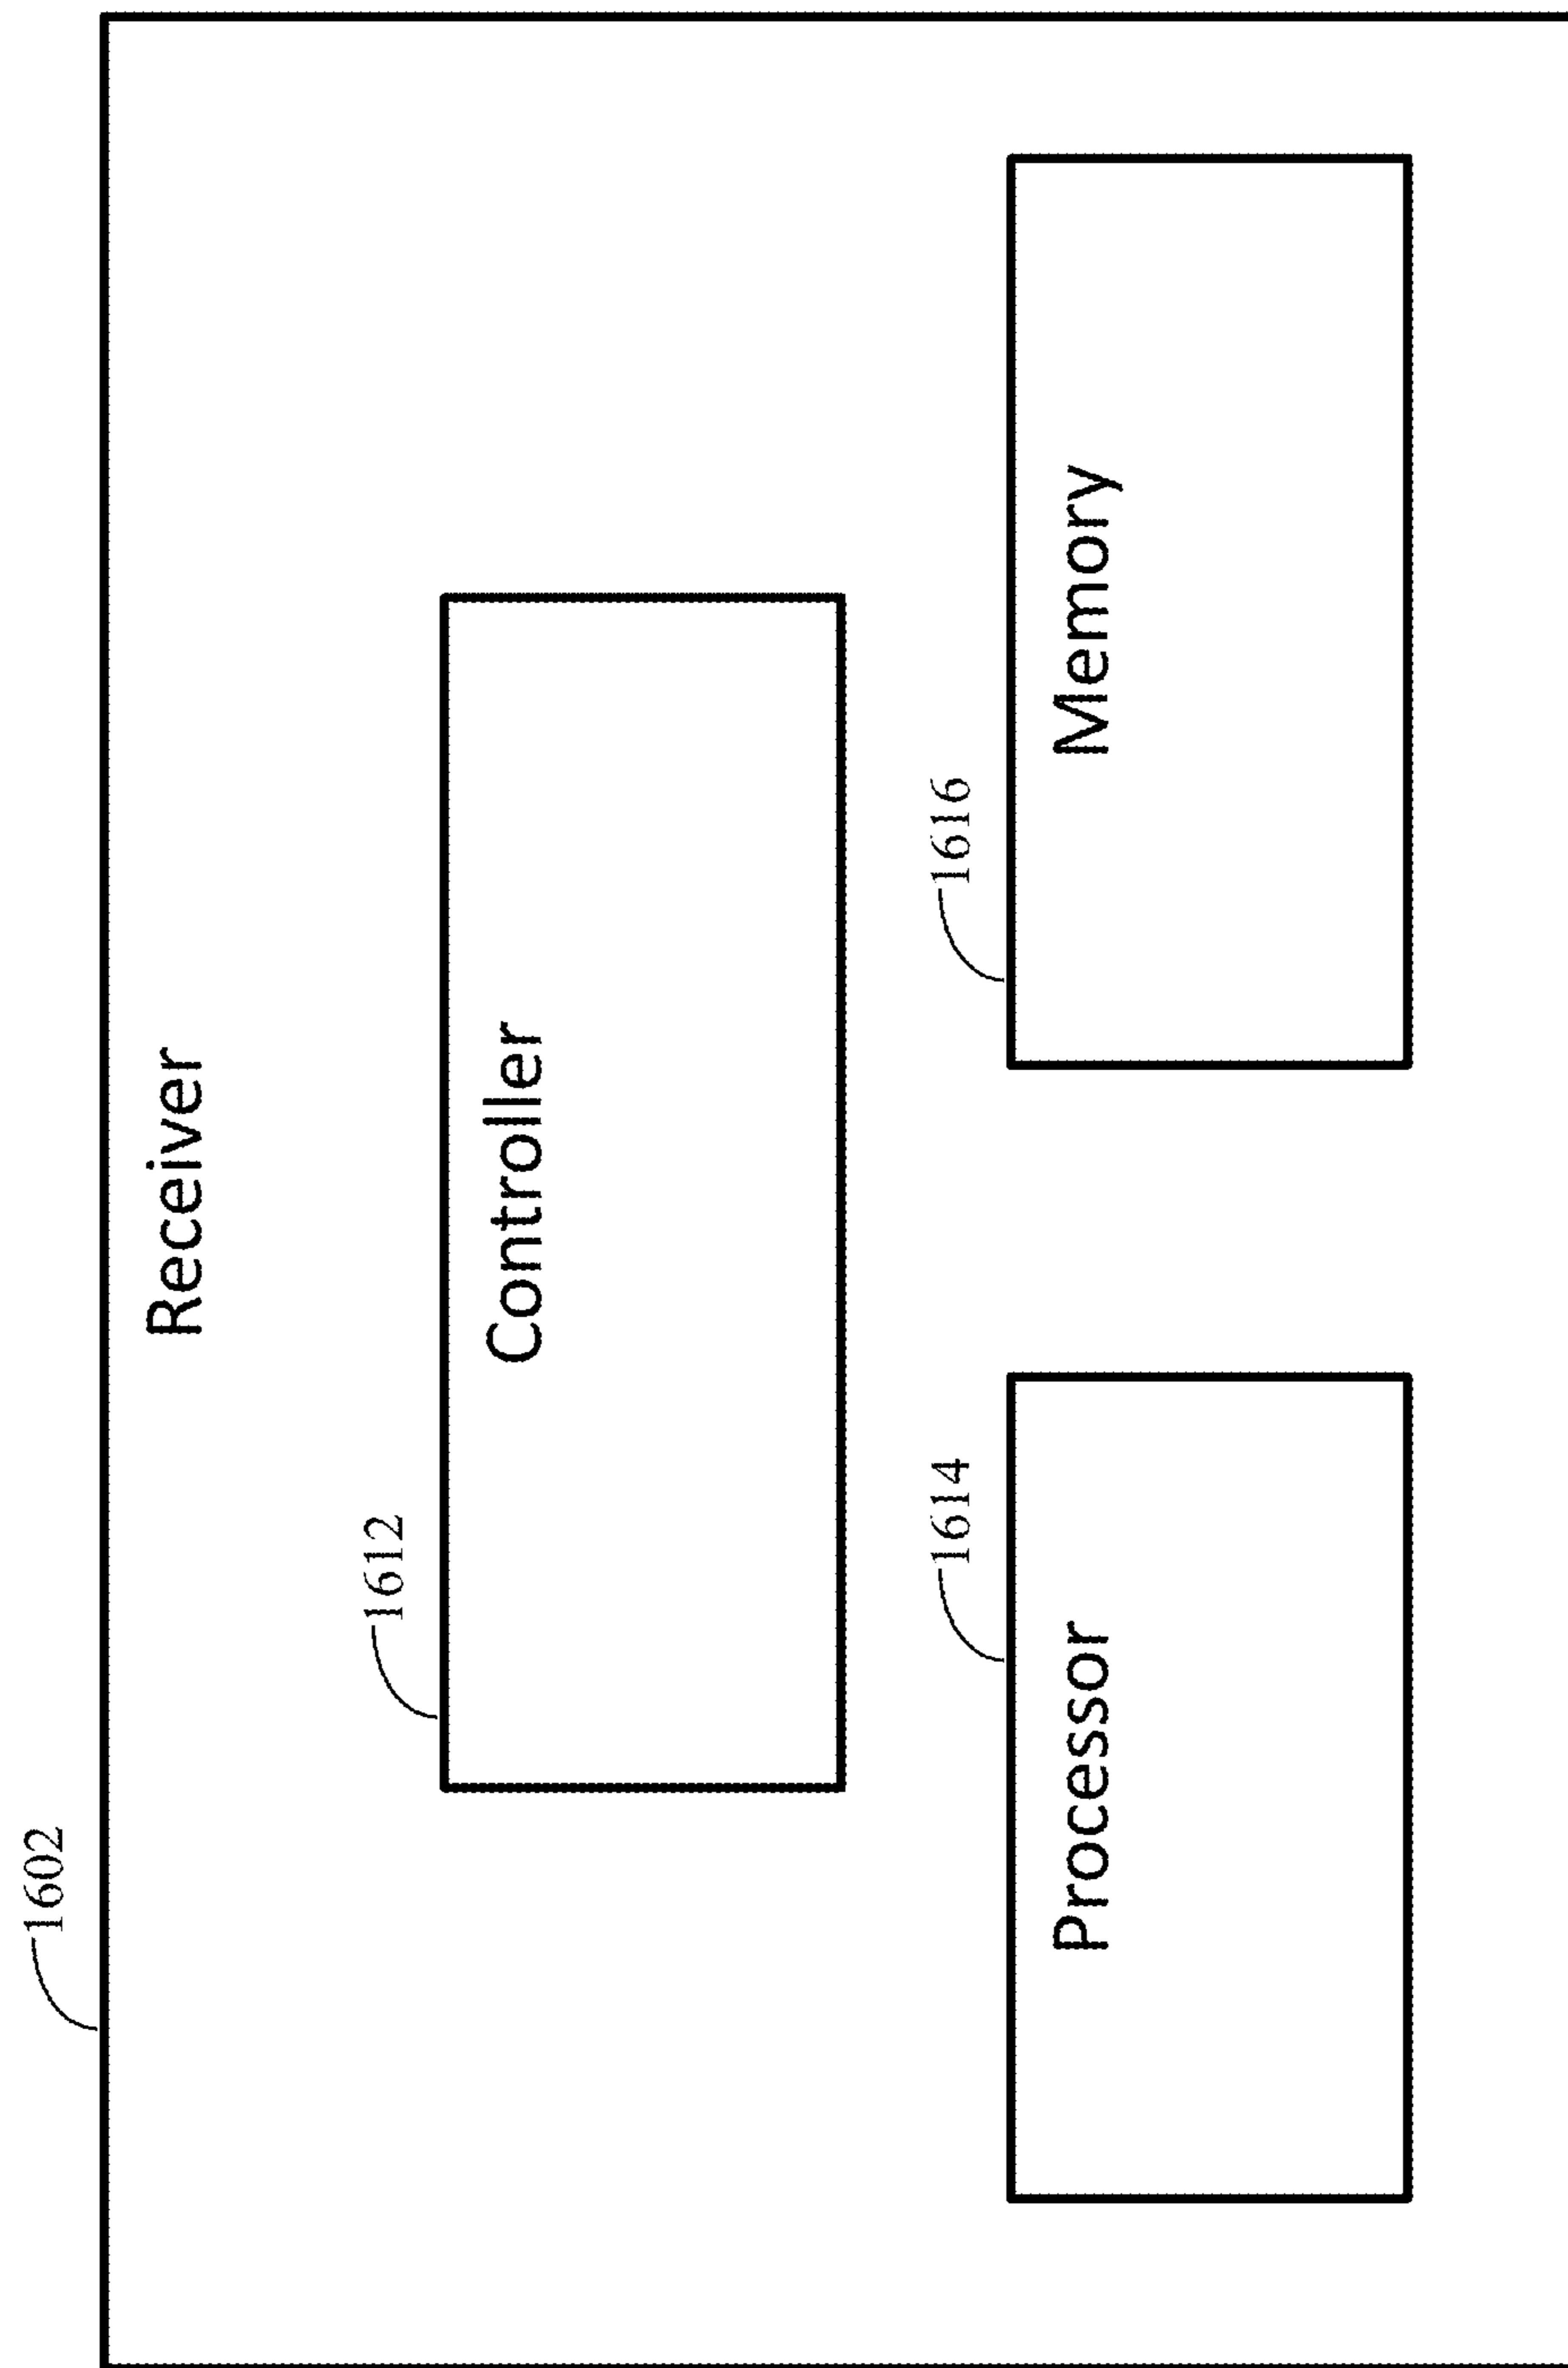 1602
Receiver
1612
Controller
1614
Processor
1616
Memory